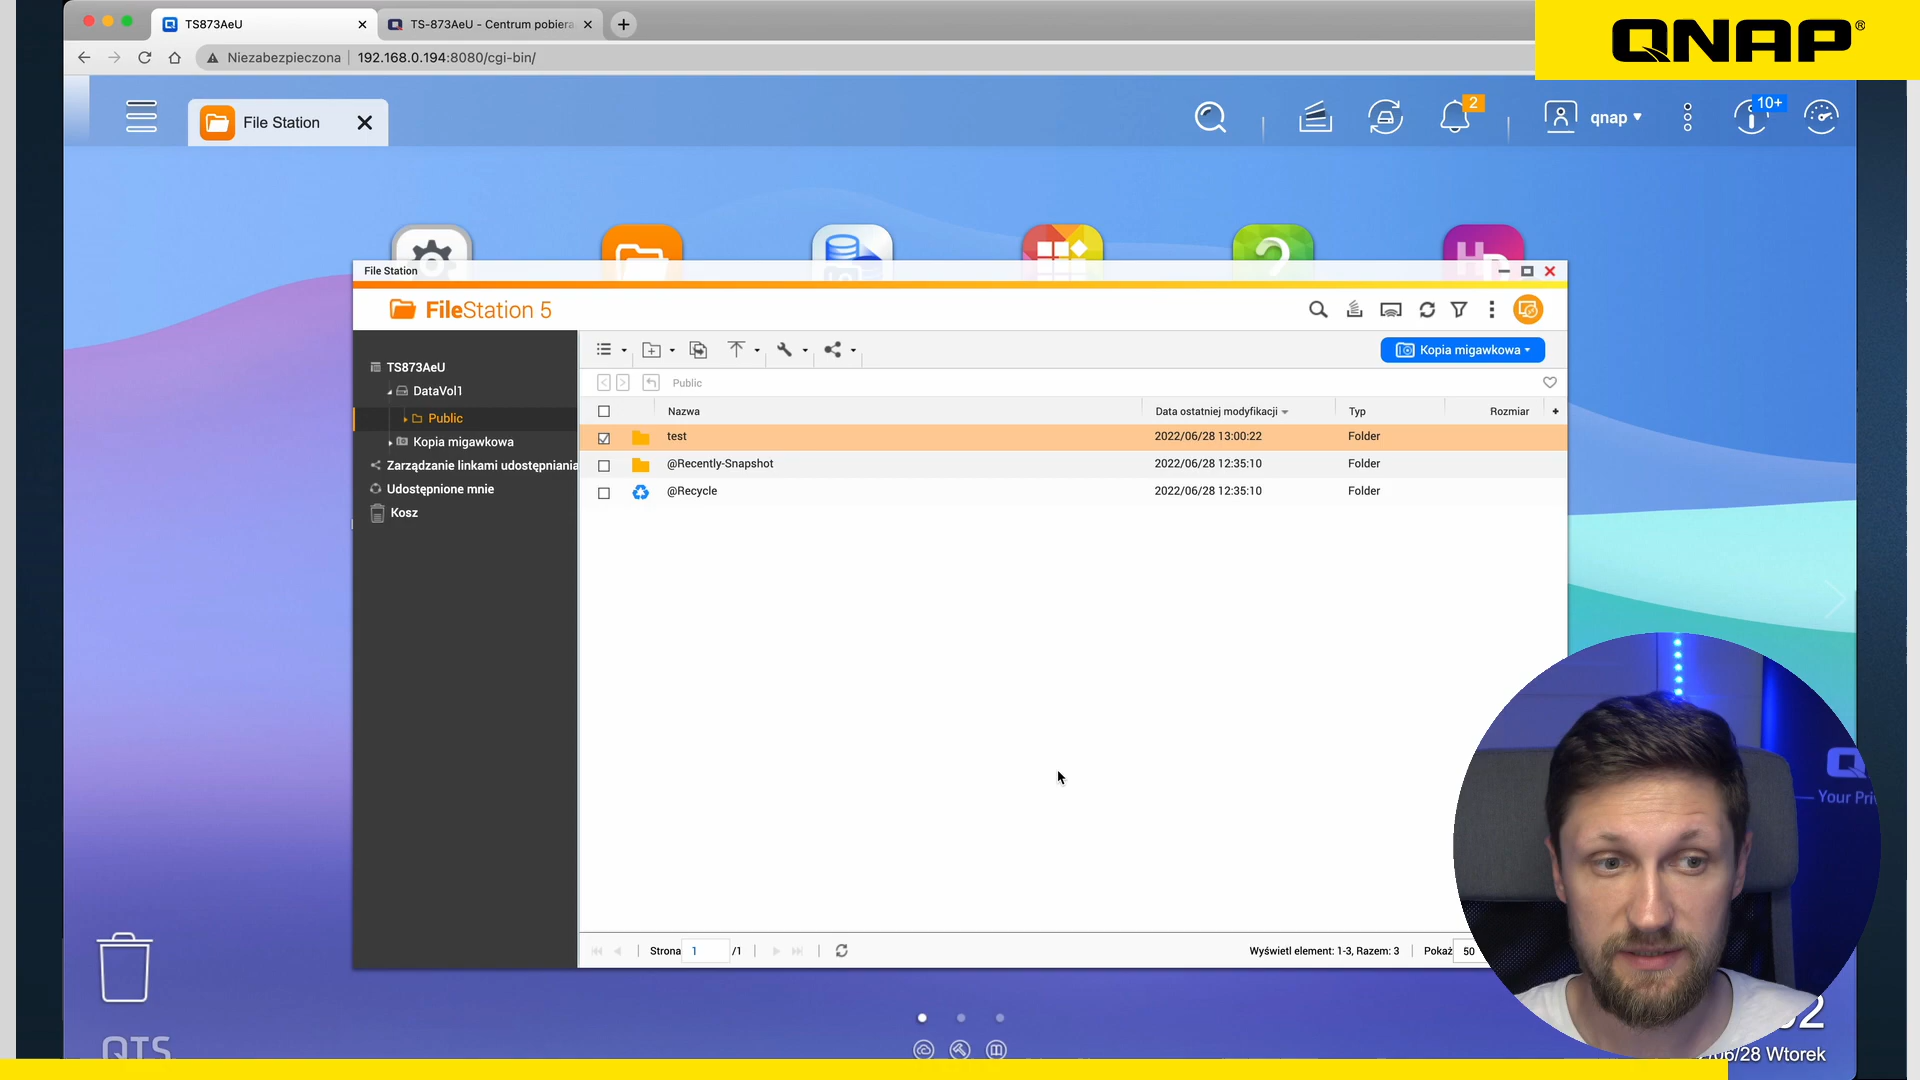 TS873AeU
TS-873AeU - Centrum pobiera
QNAP®
Niezabezpieczona
192.168.0.194:8080/cgi-bin/
File Station
2
qnap
10+
File Station
FileStation 5
Kopia migawkowa
TS873AeU
DataVol1
Public
Kopia migawkowa
Zarządzanie linkami udostępniania
Udostępnione mnie
Kosz
Public
Nazwa
Data ostatniej modyfikacji
Typ
Rozmiar
test
2022/06/28 13:00:22
Folder
@Recently-Snapshot
2022/06/28 12:35:10
Folder
@Recycle
2022/06/28 12:35:10
Folder
Your Pri
Strona 1 /1
Wyświetl element: 1-3, Razem: 3
Pokaż 50
QTS
/06/28 Wtorek